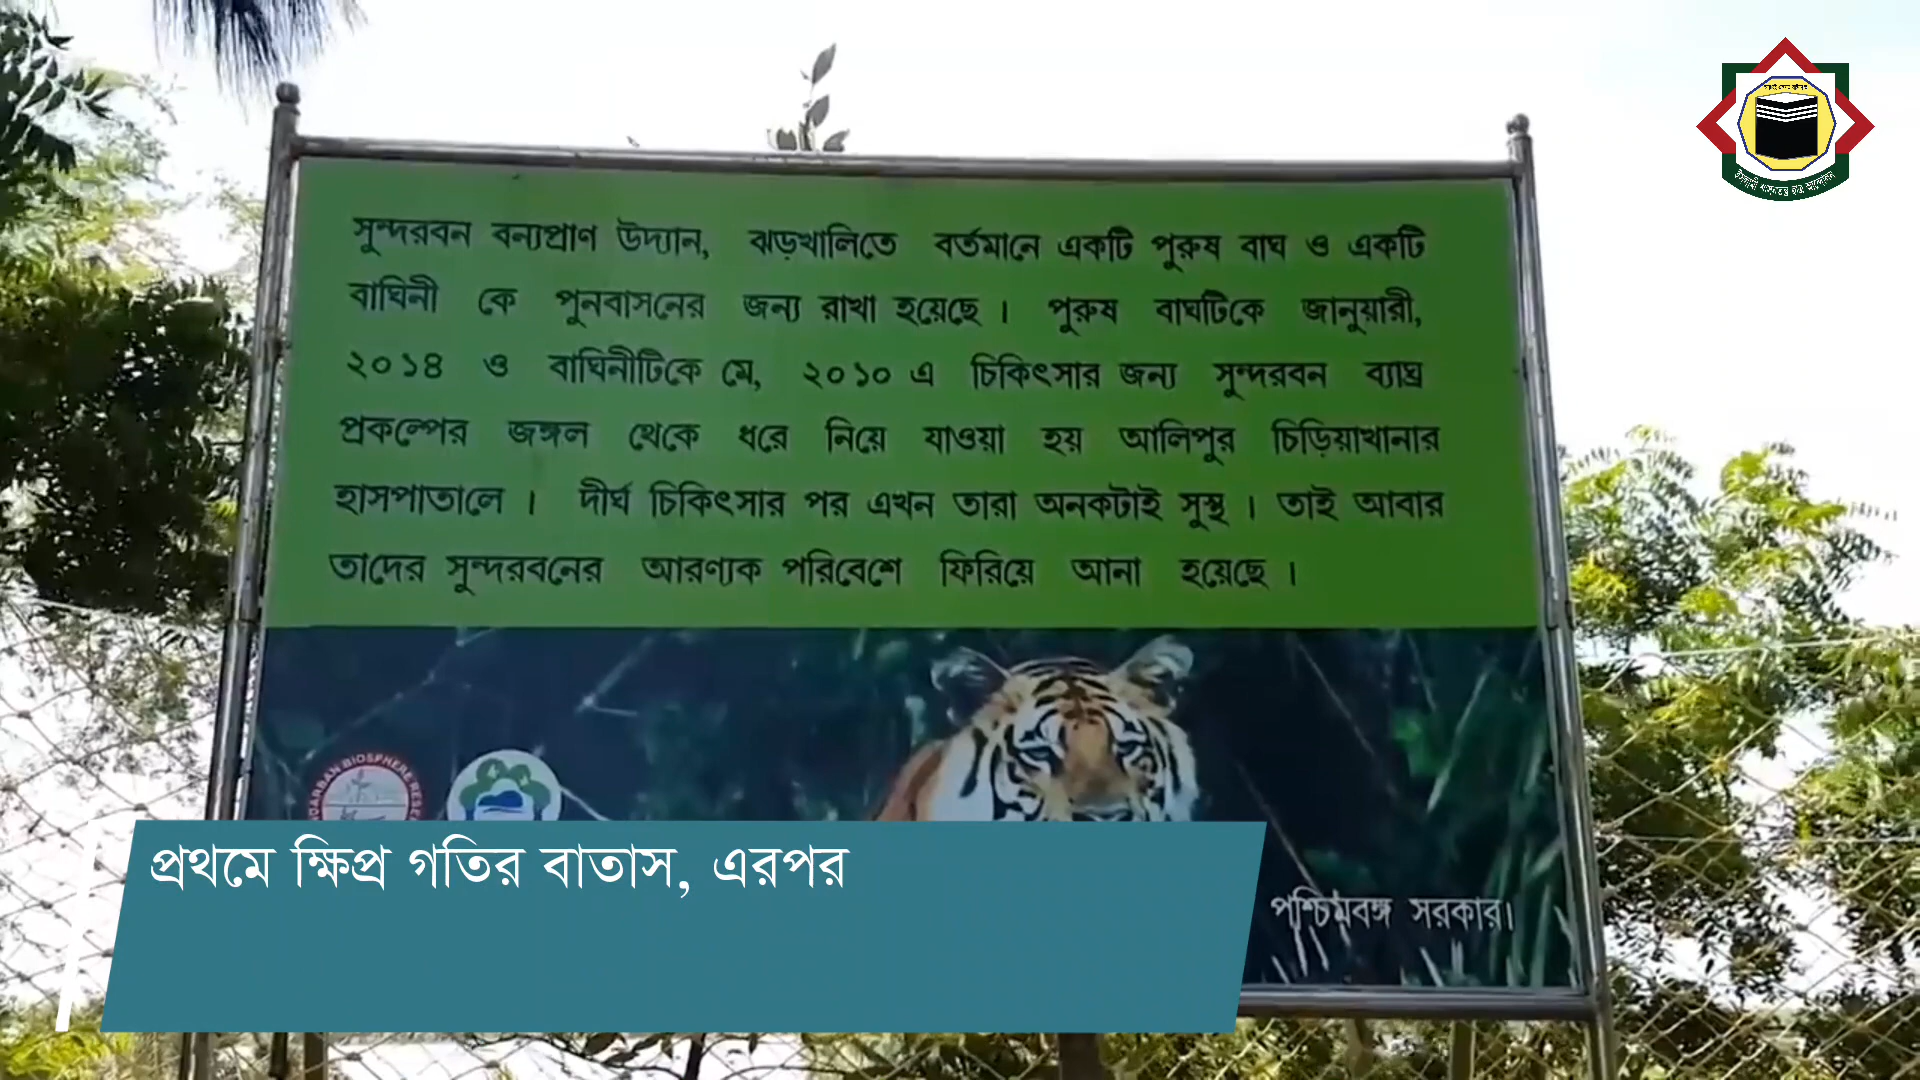 সুন্দরবন বন্যপ্রাণ উদ্যান, ঝড়খালিতে বর্তমানে একটি পুরুষ বাঘ ও একটি
বাঘিনী কে পুনবাসনের জন্য রাখা হয়েছে । পুরুষ বাঘটিকে জানুয়ারী,
২০১৪ ও বাঘিনীটিকে মে, ২০১০ এ চিকিৎসার জন্য সুন্দরবন ব্যাঘ্র
প্রকল্পের জঙ্গল থেকে ধরে নিয়ে যাওয়া হয় আলিপুর চিড়িয়াখানার
হাসপাতালে । দীর্ঘ চিকিৎসার পর এখন তারা অনকটাই সুস্থ । তাই আবার
তাদের সুন্দরবনের আরণ্যক পরিবেশে ফিরিয়ে আনা হয়েছে ।
BIOSPHERE
প্রথমে ক্ষিপ্র গতির বাতাস, এরপর
পশ্চিমবঙ্গ সরকার।